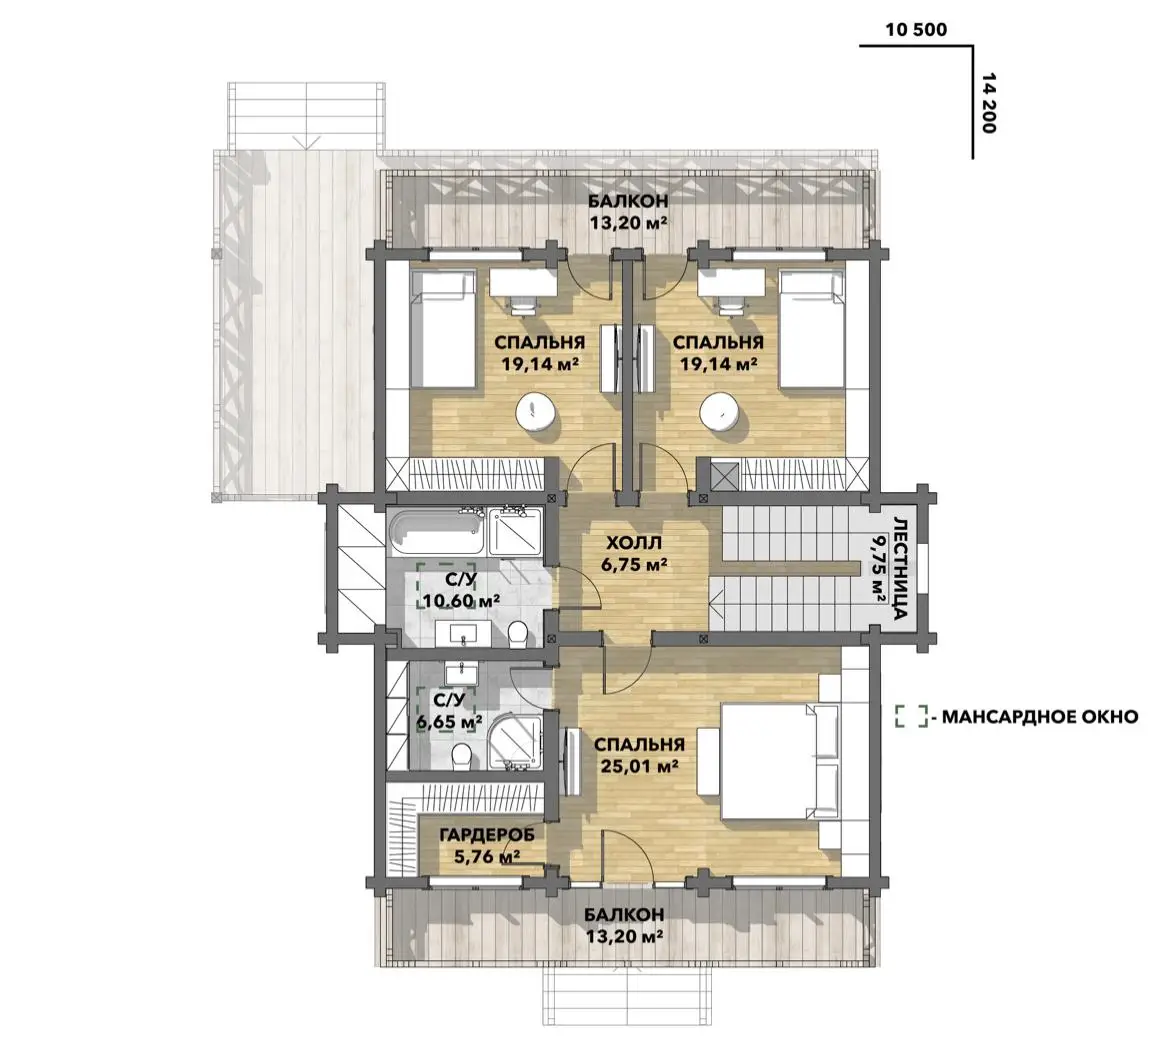 10 500
14 200
БАЛКОН
13,20 м²
СПАЛЬНЯ
19,14 м²
СПАЛЬНЯ
19,14 м²
ХОЛЛ
6,75 м²
ЛЕСТНИЦА
9,75 м²
С/У
10.60 м²
С/У
6,65 м²
- МАНСАРДНОЕ ОКНО
СПАЛЬНЯ
25,01 м²
ГАРДЕРОБ
5,76 м²
БАЛКОН
13,20 м²